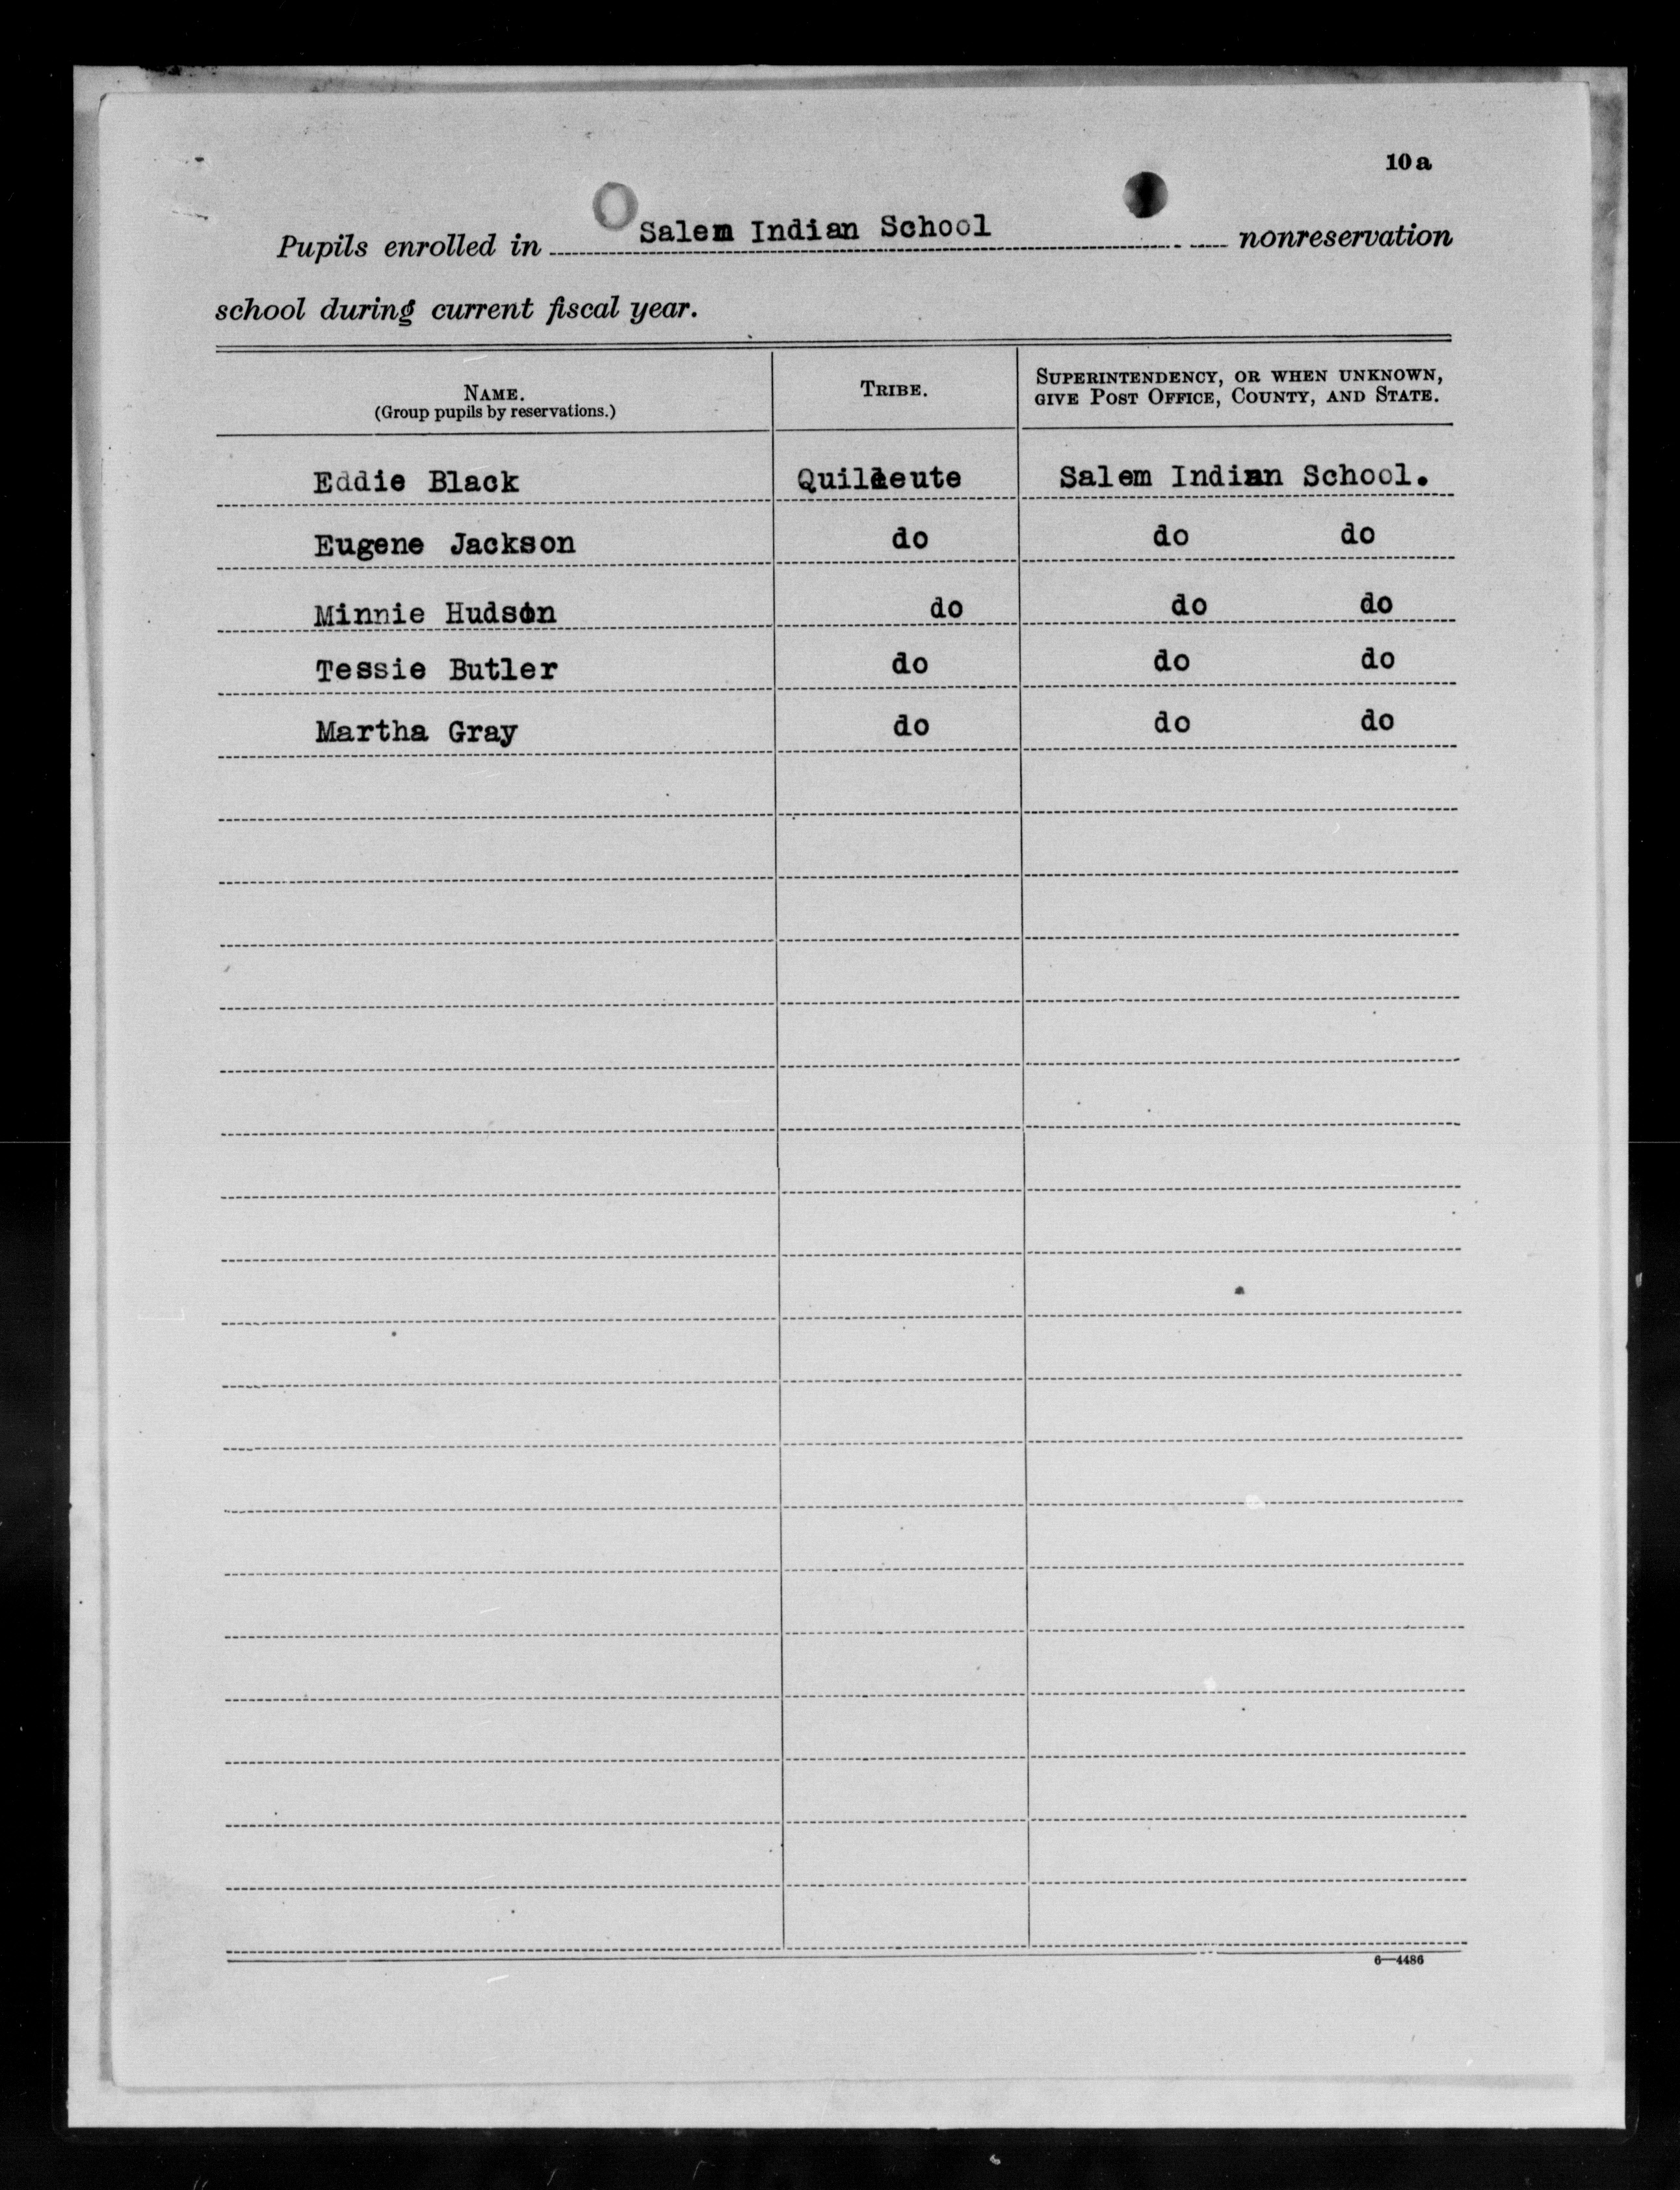 10a
Pupils enrolled in Salem Indian School nonreservation
school during current fiscal year.
NAME. TRIBE. SUPERINTENDENCY, OR WHEN UNKNOWN,
(Group pupils by reservations.) GIVE POST OFFICE, COUNTY, AND STATE.
Eddie Black Quileute Salem Indian School.
Eugene Jackson do do do
Minnie Hudson do do do
Tessie Butler do do do
Martha Gray do do do
6—4486